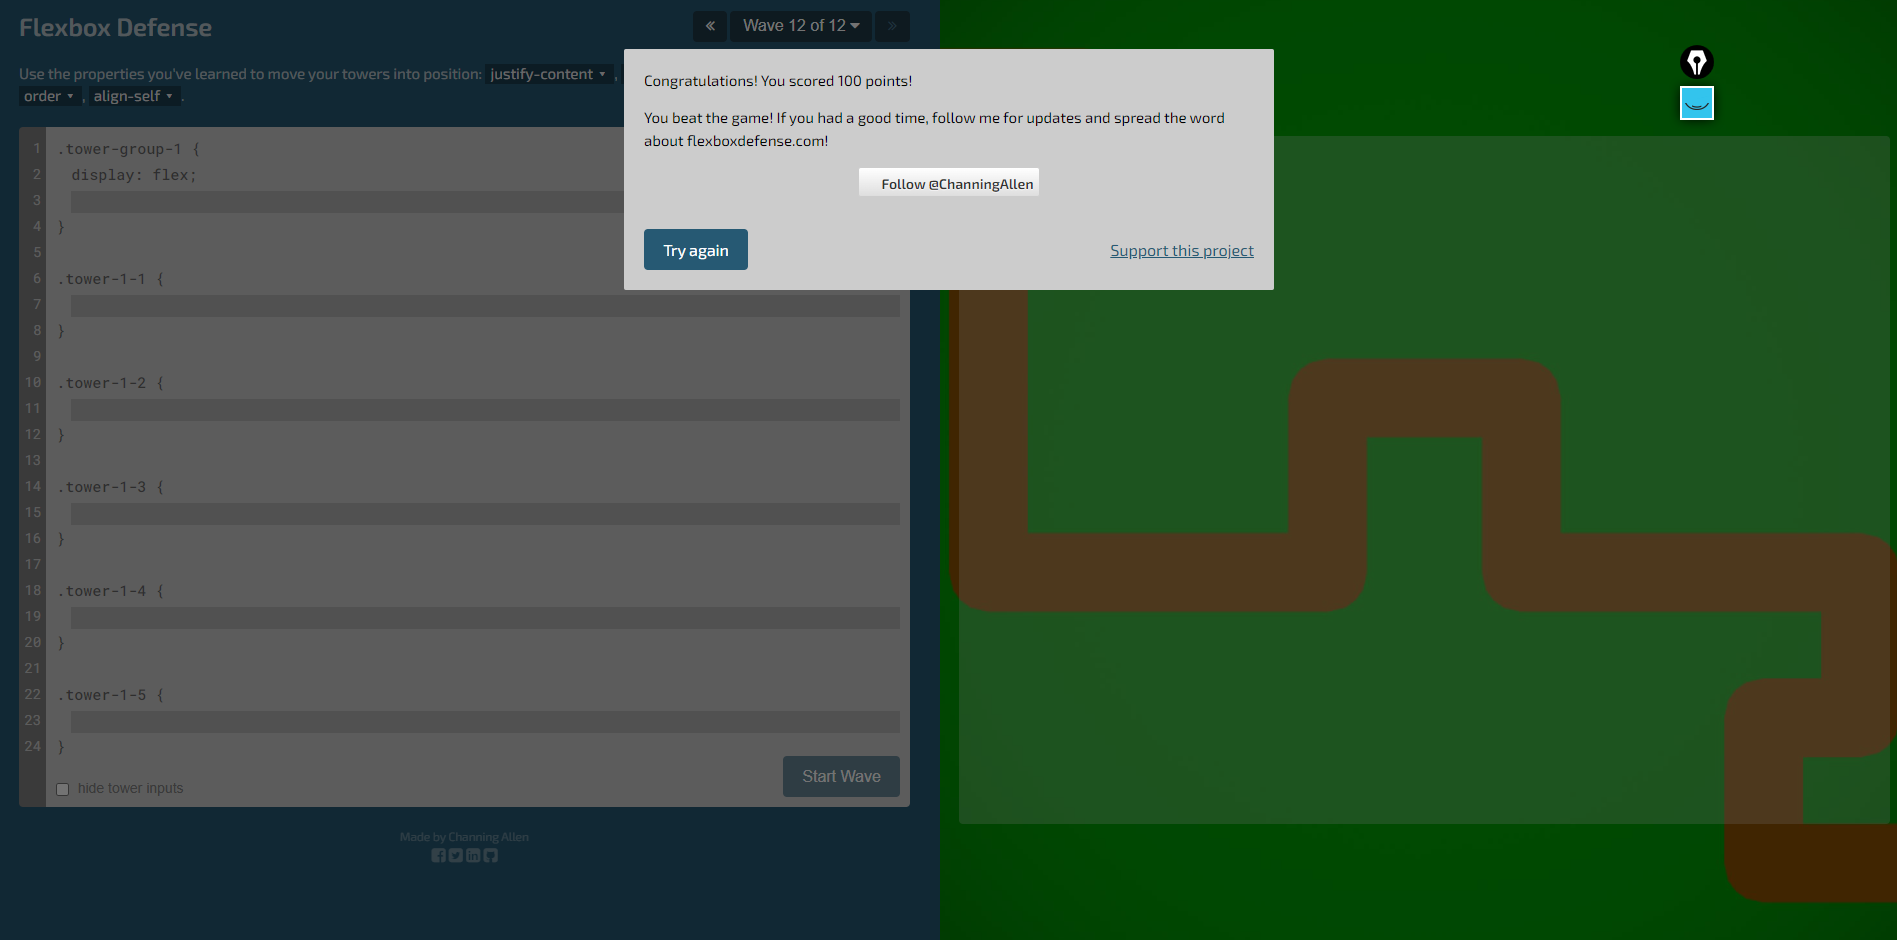 Flexbox Defense
« Wave 12 of 12 »
Use the properties you've learned to move your towers into position: justify-content ,
order , align-self .
Congratulations! You scored 100 points!
You beat the game! If you had a good time, follow me for updates and spread the word
about flexboxdefense.com!
Follow @ChanningAllen
Try again
Support this project
1 .tower-group-1 {
2 display: flex;
3
4 }
5
6 .tower-1-1 {
7
8 }
9
10 .tower-1-2 {
11
12 }
13
14 .tower-1-3 {
15
16 }
17
18 .tower-1-4 {
19
20 }
21
22 .tower-1-5 {
23
24 }
hide tower inputs
Start Wave
Made by Channing Allen